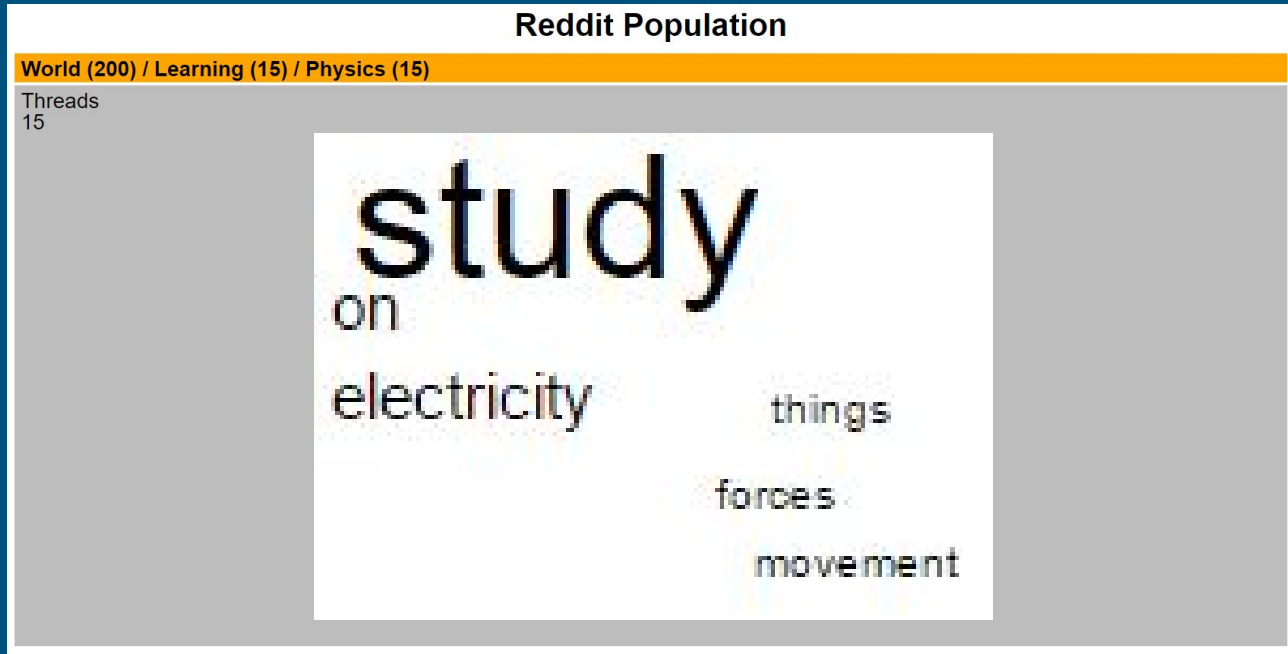 Reddit Population
World (200) / Learning (15) / Physics (15)
Threads
15
study
on
electricity
things
forces
movement